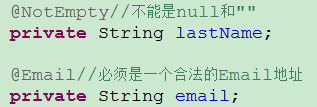 @NotEmpty//不能是null和""
private String lastName;
@Email//必须是一个合法的Email地址
private String email;